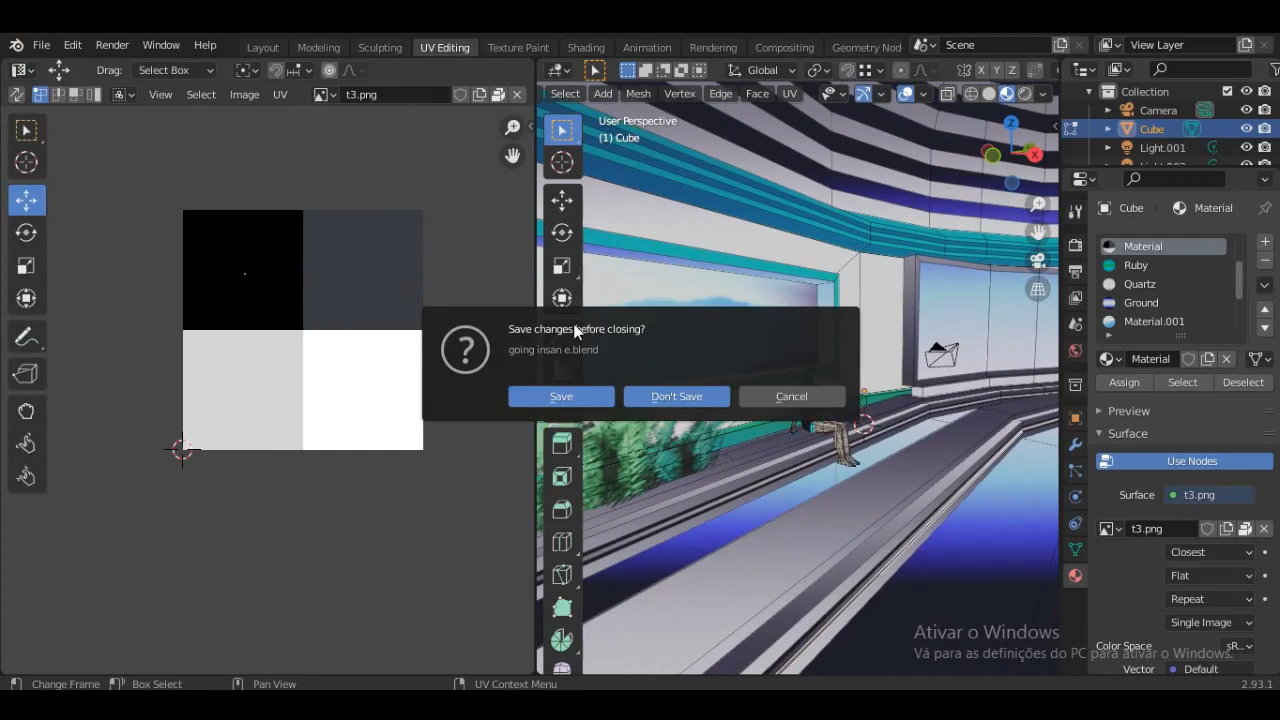 File Edit Render Window Help Layout Modeling Sculpting UV Editing Texture Paint Shading Animation Rendering Compositing Geometry Nod Scene View Layer
Drag: Select Box Global X Y Z
View Select Image UV t3.png Select Add Mesh Vertex Edge Face UV
Collection
Camera
Cube
Light.001
User Perspective
(1) Cube
Z
X
Cube Material
Material
Ruby
Quartz
Ground
Material.001
Save changes before closing?
going insan e.blend
Save Don't Save Cancel
Material
Assign Select Deselect
Preview
Surface
Use Nodes
Surface t3.png
t3.png
Closest
Flat
Repeat
Single Image
Color Space sR...
Vector Default
Ativar o Windows
Vá para as definições do PC para ativar o Windows.
Change Frame Box Select Pan View UV Context Menu 2.93.1